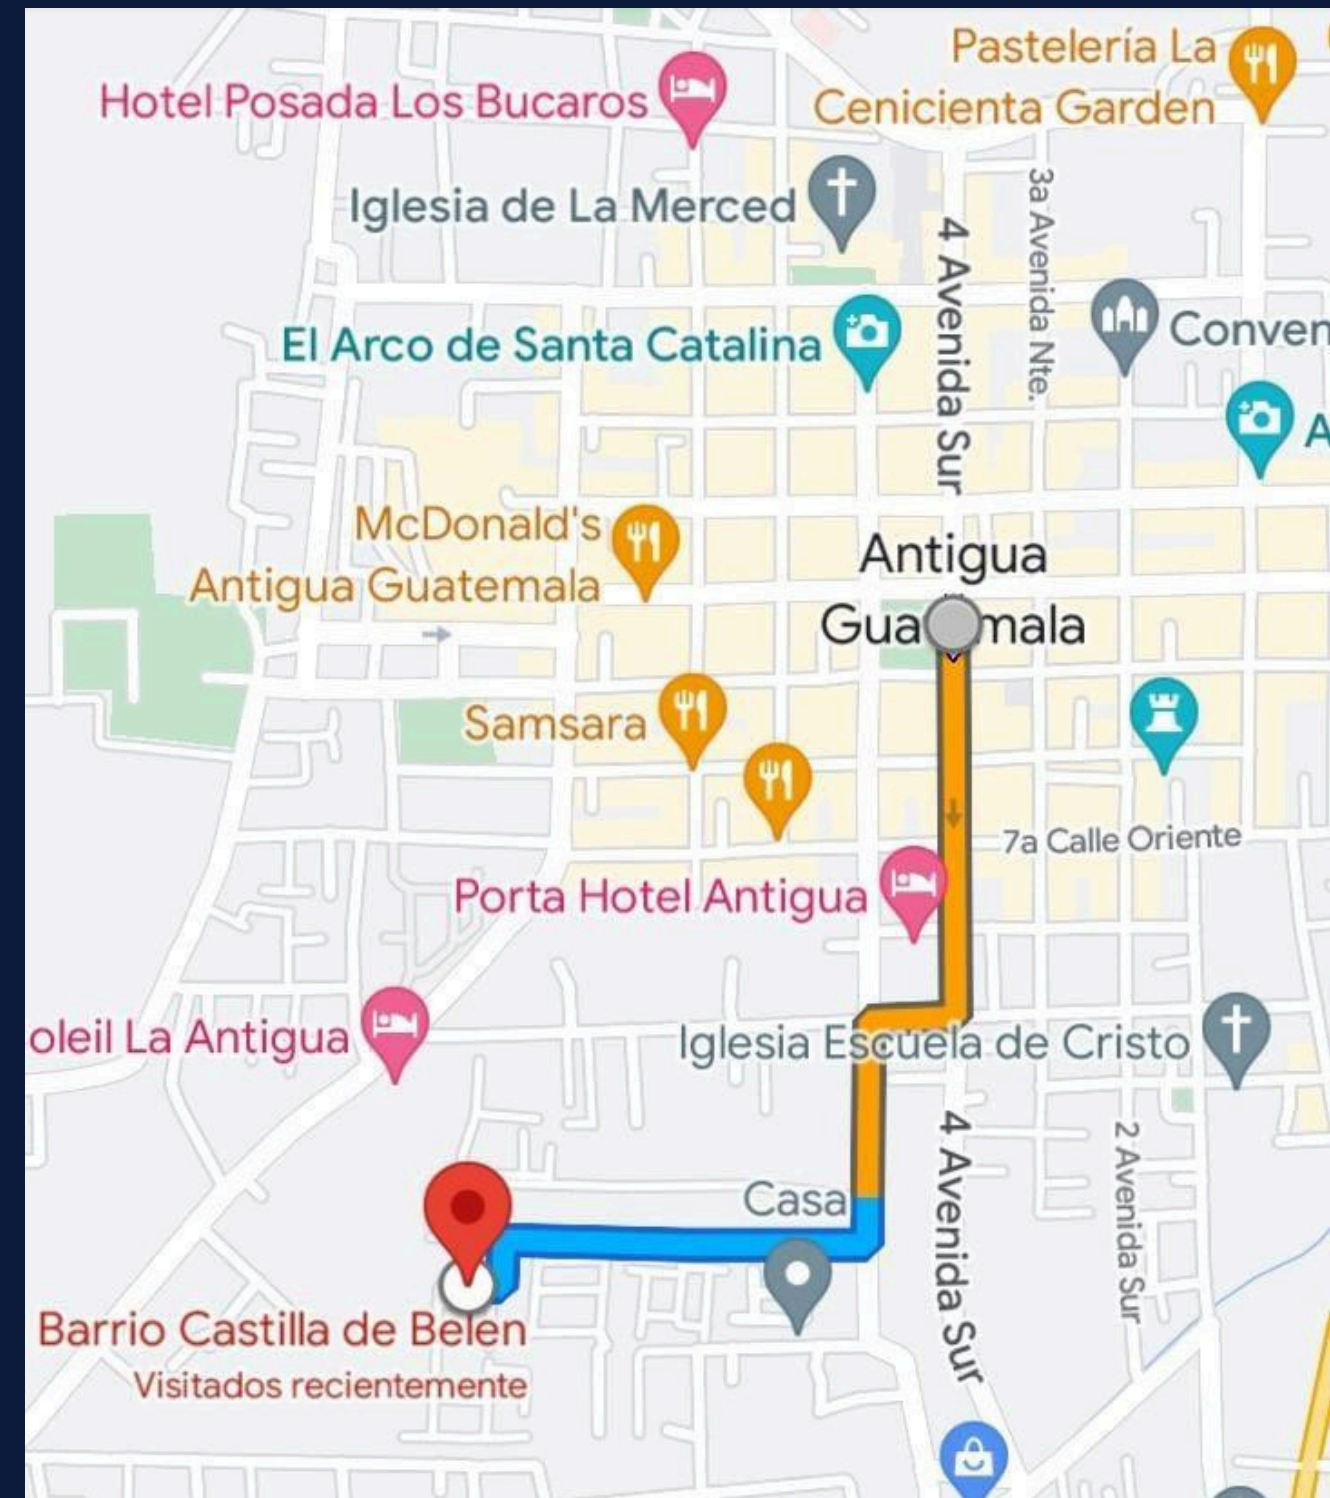 Pastelería La
Cenicienta Garden
Hotel Posada Los Bucaros
Iglesia de La Merced
3a Avenida Nte.
4 Avenida Sur
El Arco de Santa Catalina
Conven
A
McDonald's
Antigua Guatemala
Antigua
Gua mala
Samsara
7a Calle Oriente
Porta Hotel Antigua
oleil La Antigua
Iglesia Escuela de Cristo
4 Avenida Sur
2 Avenida Sur
Casa
Barrio Castilla de Belén
Visitados recientemente